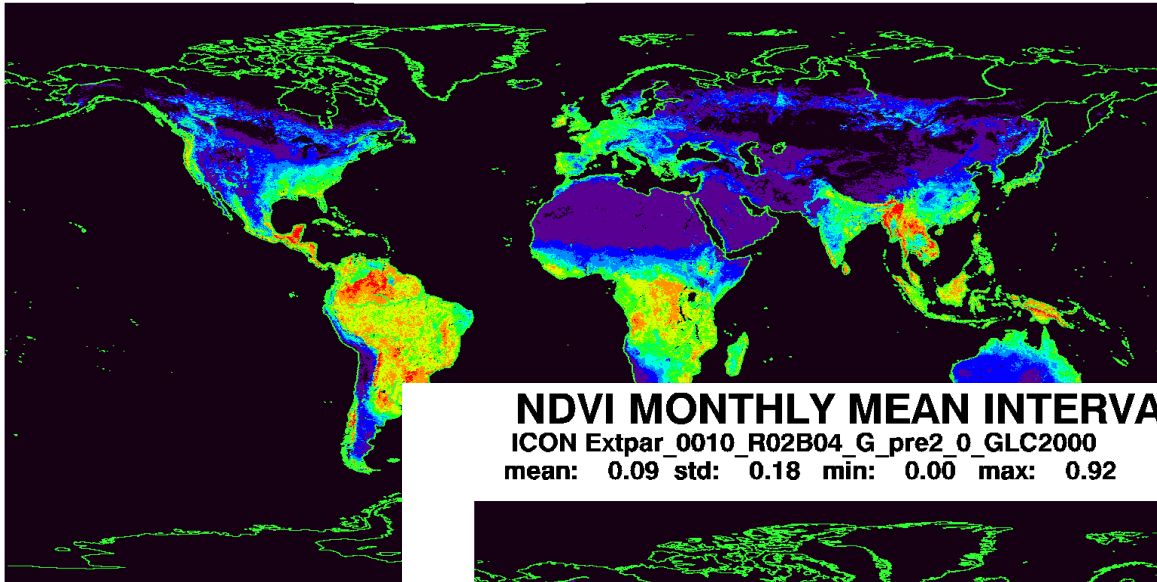 NDVI MONTHLY MEAN INTERVA
ICON Extpar_0010_R02B04_G_pre2_0_GLC2000
mean: 0.09 std: 0.18 min: 0.00 max: 0.92